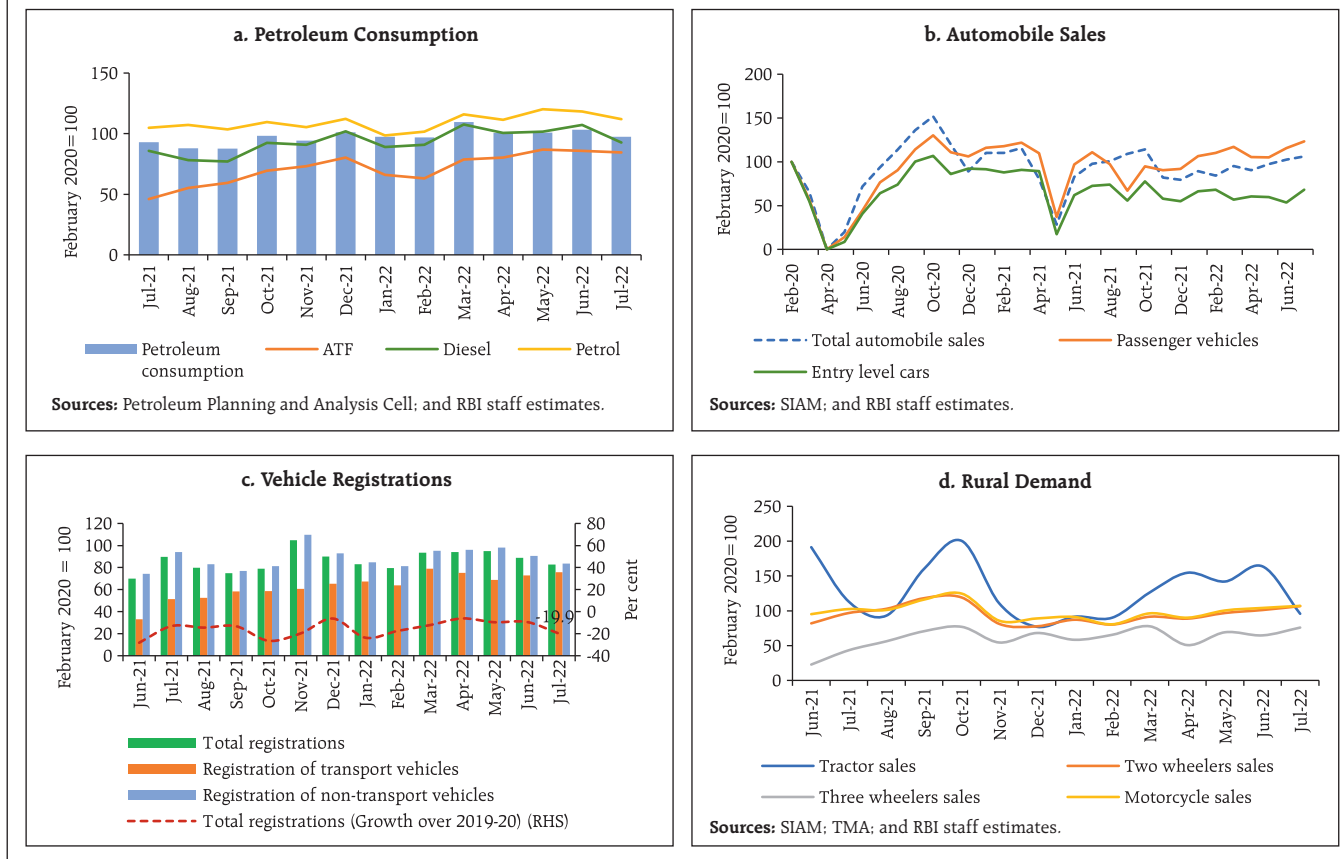 a. Petroleum Consumption
February 2020=100
150
100
50
0
Jul-21
Aug-21
Sep-21
Oct-21
Nov-21
Dec-21
Jan-22
Feb-22
Mar-22
Apr-22
May-22
Jun-22
Jul-22
Petroleum consumption
ATF
Diesel
Petrol
Sources: Petroleum Planning and Analysis Cell; and RBI staff estimates.
b. Automobile Sales
February 2020=100
200
150
100
50
0
Feb-20
Apr-20
Jun-20
Aug-20
Oct-20
Dec-20
Feb-21
Apr-21
Jun-21
Aug-21
Oct-21
Dec-21
Feb-22
Apr-22
Jun-22
Total automobile sales
Passenger vehicles
Entry level cars
Sources: SIAM; and RBI staff estimates.
c. Vehicle Registrations
February 2020 = 100
120
100
80
60
40
20
0
80
60
40
20
0
-20
-40
Per cent
-19.9
Jun-21
Jul-21
Aug-21
Sep-21
Oct-21
Nov-21
Dec-21
Jan-22
Feb-22
Mar-22
Apr-22
May-22
Jun-22
Jul-22
Total registrations
Registration of transport vehicles
Registration of non-transport vehicles
Total registrations (Growth over 2019-20) (RHS)
d. Rural Demand
February 2020=100
250
200
150
100
50
0
Jun-21
Jul-21
Aug-21
Sep-21
Oct-21
Nov-21
Dec-21
Jan-22
Feb-22
Mar-22
Apr-22
May-22
Jun-22
Jul-22
Tractor sales
Two wheelers sales
Three wheelers sales
Motorcycle sales
Sources: SIAM; TMA; and RBI staff estimates.